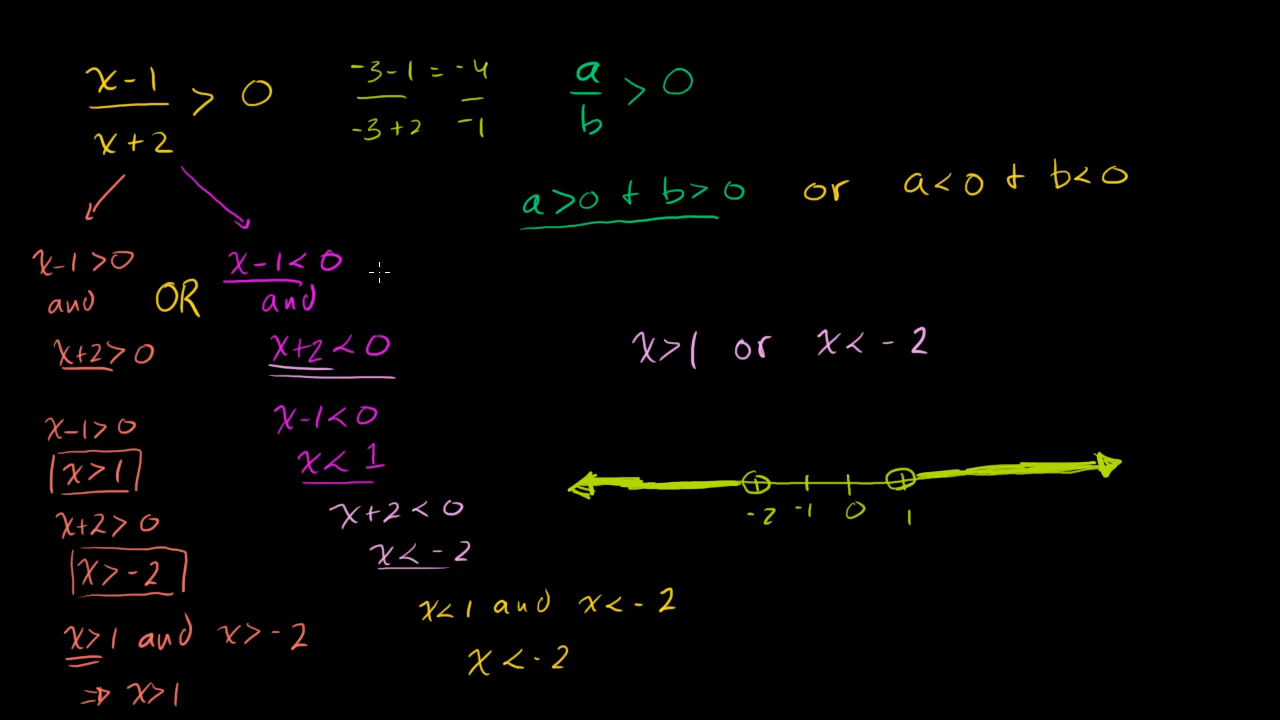 x-1
x+2
> 0
-3-1 = -4
-3+2 -1
a
b
> 0
a>0 + b>0 or a<0 + b<0
x-1>0
and
x+2>0
OR
x-1<0
and
x+2<0
x-1>0
x>1
x+2>0
x>-2
x>1 and x>-2
⇒ x>1
x-1<0
x<1
x+2<0
x<-2
x<1 and x<-2
x<-2
x>1 or x<-2
-2 -1 0 1